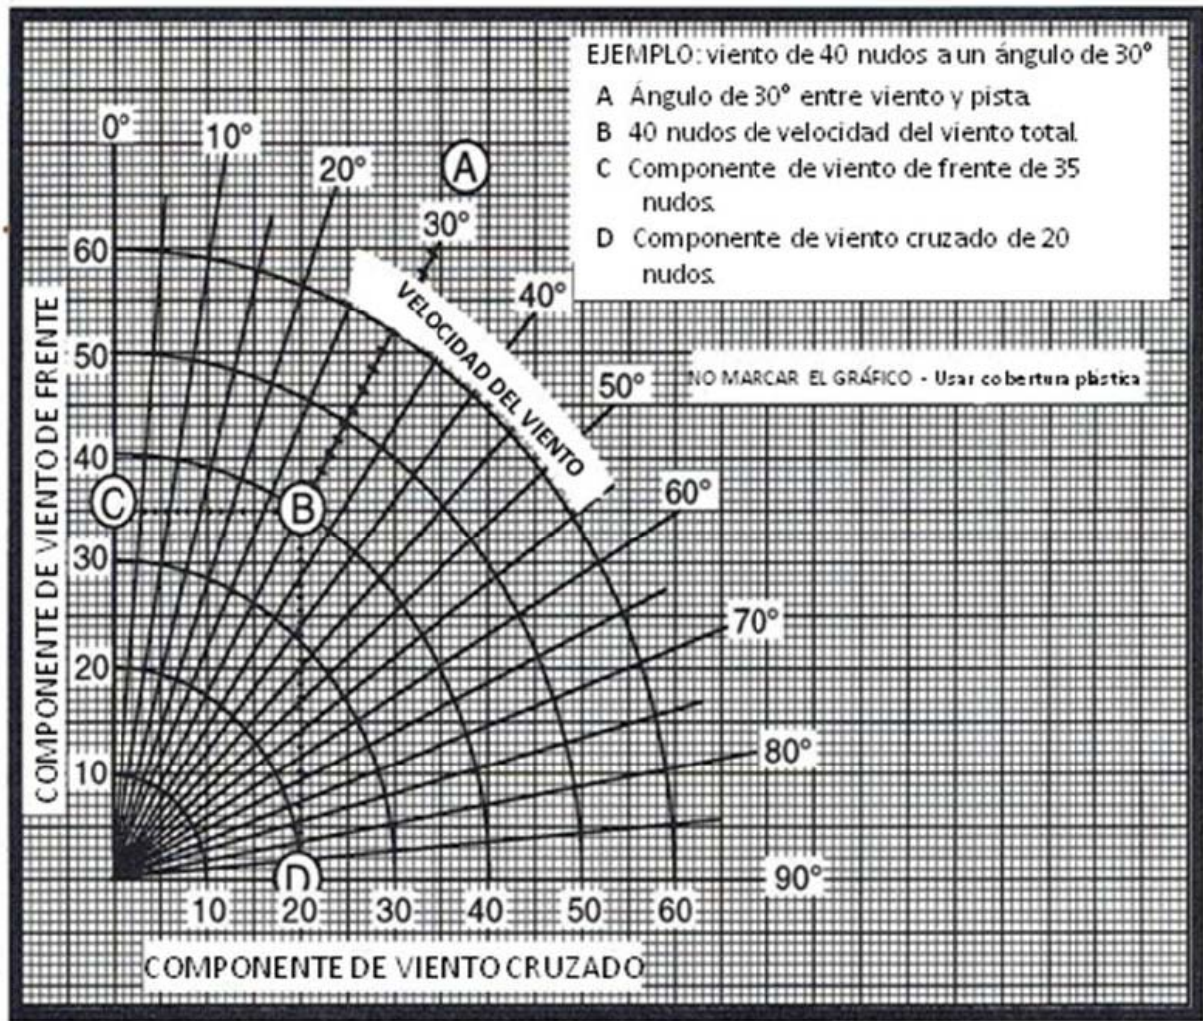 EJEMPLO: viento de 40 nudos a un ángulo de 30°
A Ángulo de 30° entre viento y pista
B 40 nudos de velocidad del viento total
C Componente de viento de frente de 35
nudos.
D Componente de viento cruzado de 20
nudos.
0°
10°
20°
A
30°
40°
50°
60°
70°
80°
90°
VELOCIDAD DEL VIENTO
NO MARCAR EL GRÁFICO - Usar cobertura plástica
COMPONENTE DE VIENTO DE FRENTE
60
50
40
C
B
30
20
10
D
10 20 30 40 50 60
COMPONENTE DE VIENTO CRUZADO